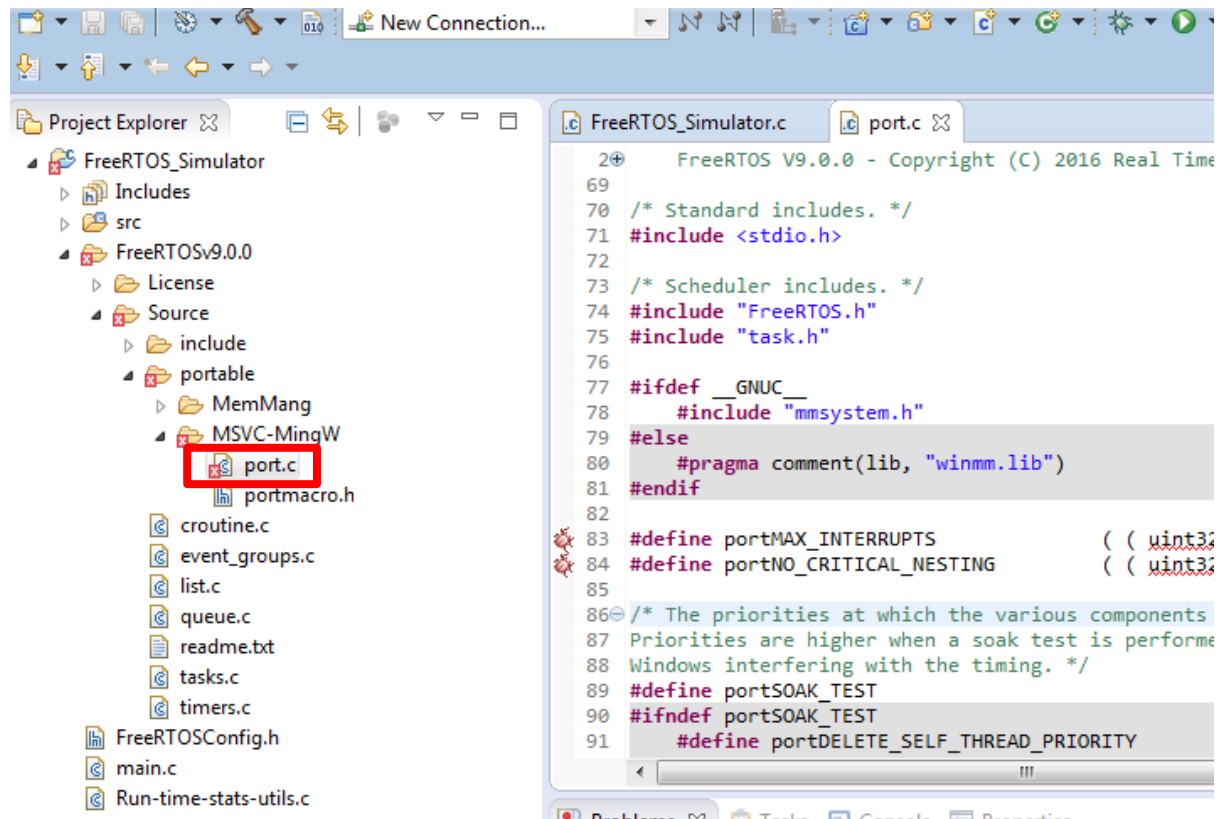 New Connection...
Project Explorer
FreeRTOS_Simulator
Includes
src
FreeRTOSv9.0.0
License
Source
include
portable
MemMang
MSVC-MingW
port.c
portmacro.h
croutine.c
event_groups.c
list.c
queue.c
readme.txt
tasks.c
timers.c
FreeRTOSConfig.h
main.c
Run-time-stats-utils.c
FreeRTOS_Simulator.c port.c
2 FreeRTOS V9.0.0 - Copyright (C) 2016 Real Time
69
70 /* Standard includes. */
71 #include <stdio.h>
72
73 /* Scheduler includes. */
74 #include "FreeRTOS.h"
75 #include "task.h"
76
77 #ifdef __GNUC__
78 #include "mmsystem.h"
79 #else
80 #pragma comment(lib, "winmm.lib")
81 #endif
82
83 #define portMAX_INTERRUPTS ( ( uint32
84 #define portNO_CRITICAL_NESTING ( ( uint32
85
86 /* The priorities at which the various components
87 Priorities are higher when a soak test is performe
88 Windows interfering with the timing. */
89 #define portSOAK_TEST
90 #ifndef portSOAK_TEST
91 #define portDELETE_SELF_THREAD_PRIORITY
Problems Tasks Console Properties